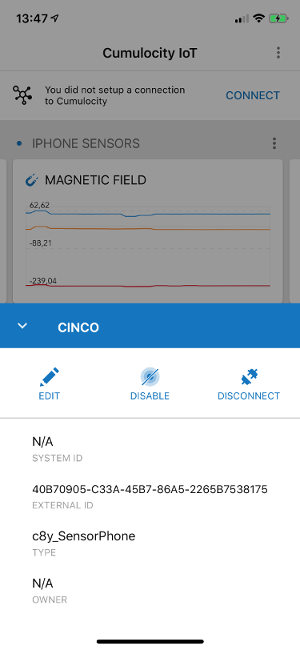 13:47
Cumulocity IoT
You did not setup a connection
to Cumulocity
CONNECT
IPHONE SENSORS
MAGNETIC FIELD
62,62
-88,21
-239,04
CINCO
EDIT
DISABLE
DISCONNECT
N/A
SYSTEM ID
40B70905-C33A-45B7-86A5-2265B7538175
EXTERNAL ID
c8y_SensorPhone
TYPE
N/A
OWNER